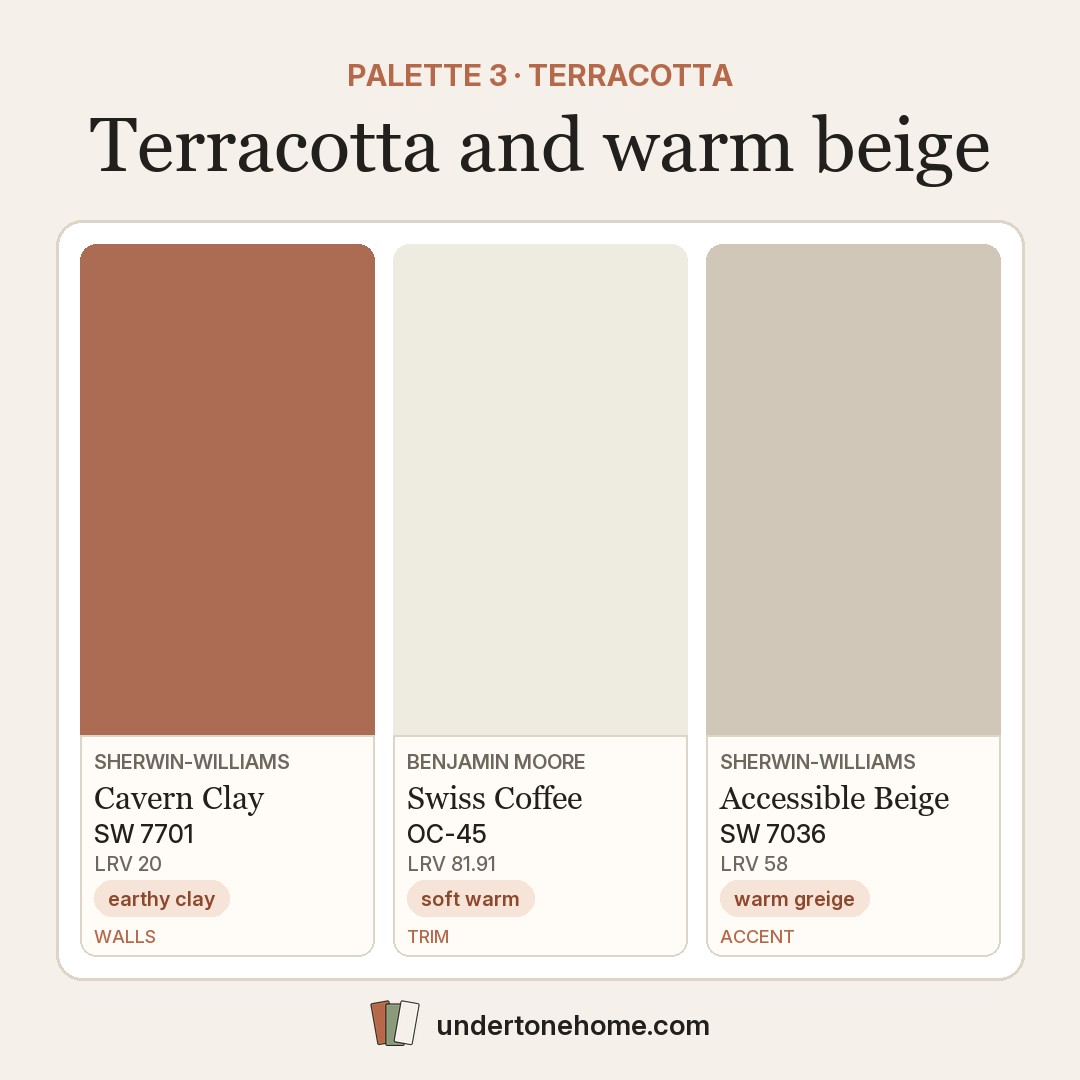 PALETTE 3 · TERRACOTTA
Terracotta and warm beige
SHERWIN-WILLIAMS
Cavern Clay
SW 7701
LRV 20
earthy clay
WALLS
BENJAMIN MOORE
Swiss Coffee
OC-45
LRV 81.91
soft warm
TRIM
SHERWIN-WILLIAMS
Accessible Beige
SW 7036
LRV 58
warm greige
ACCENT
undertonehome.com